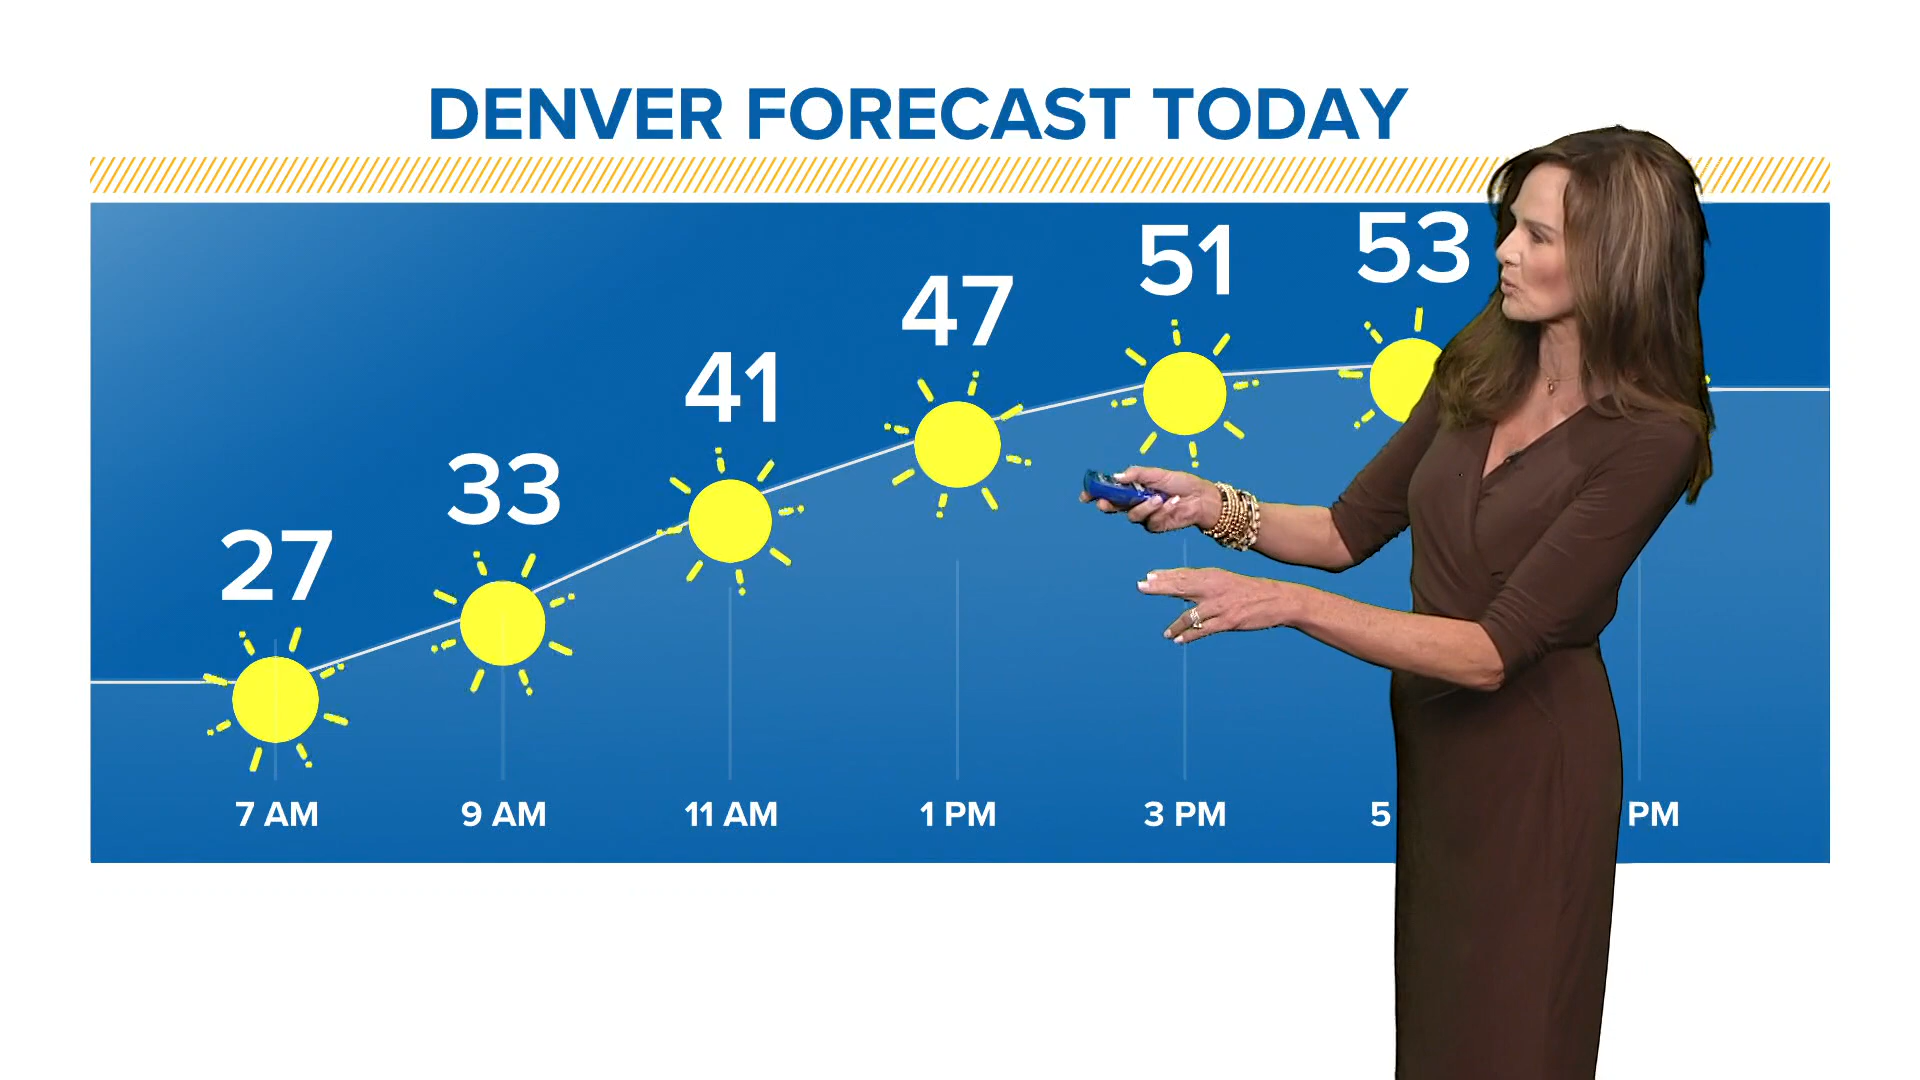 DENVER FORECAST TODAY
27
33
41
47
51
53
7 AM
9 AM
11 AM
1 PM
3 PM
5
PM